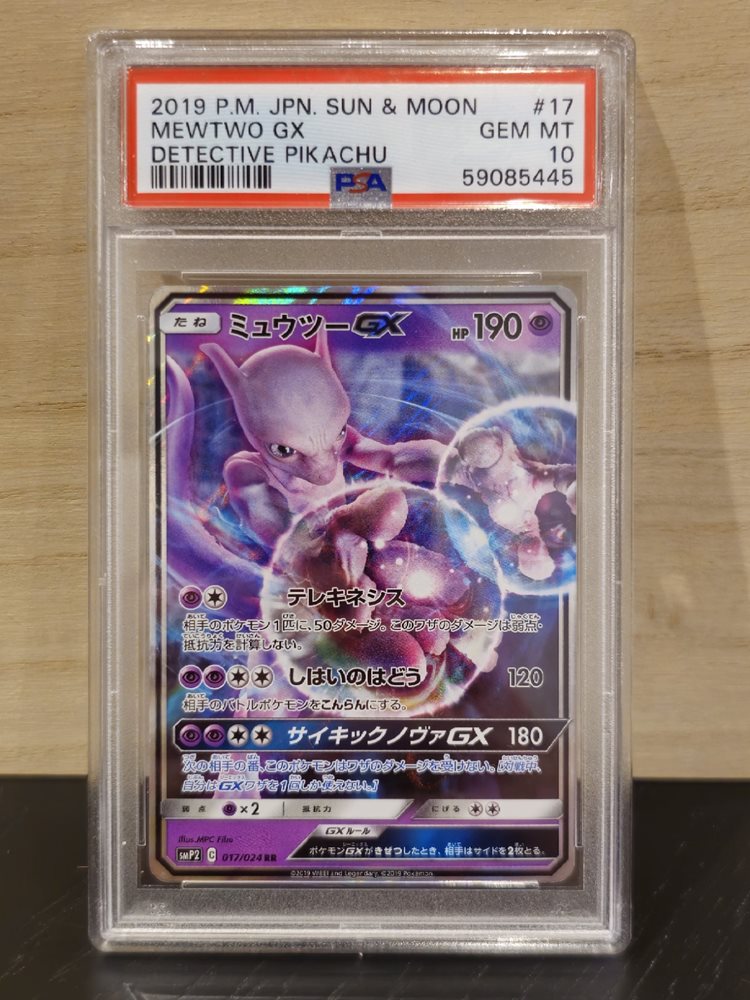 2019 P.M. JPN. SUN & MOON #17
MEWTWO GX GEM MT
DETECTIVE PIKACHU 10
PSA 59085445
たね ミュウツーGX HP 190
テレキネシス
相手のポケモン1匹に、50ダメージ。このワザのダメージは弱点・
抵抗力を計算しない。
しはいのはどう 120
相手のバトルポケモンをこんらんにする。
サイキックノヴァGX 180
次の相手の番、このポケモンはワザのダメージを受けない。[対戦中、
自分はGXワザを1回しか使えない。]
弱点 ×2 抵抗力 にげる
GXルール
illus.MPC Film
ポケモンGXがきぜつしたとき、相手はサイドを2枚とる。
smP2 C 017/024 RR
©2019 Pokémon.